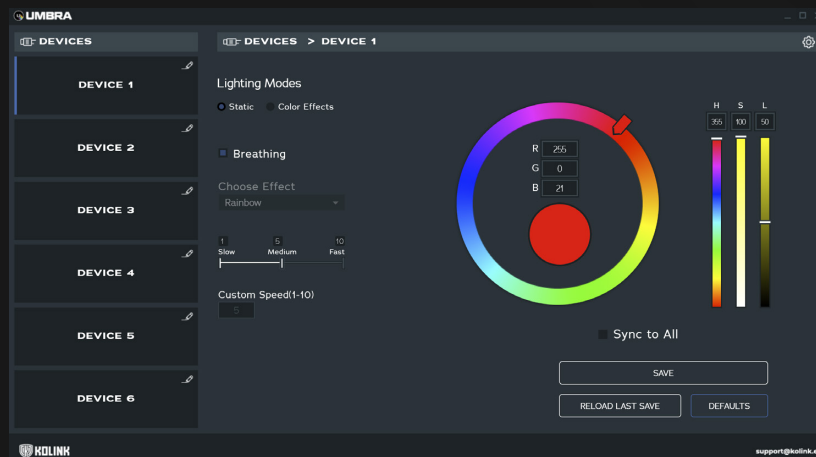 UMBRA
DEVICES
DEVICES > DEVICE 1
DEVICE 1
DEVICE 2
DEVICE 3
DEVICE 4
DEVICE 5
DEVICE 6
Lighting Modes
Static Color Effects
Breathing
Choose Effect
Rainbow
1 5 10
Slow Medium Fast
Custom Speed(1-10)
5
R 255
G 0
B 21
H S L
355 100 50
Sync to All
SAVE
RELOAD LAST SAVE DEFAULTS
KOLINK